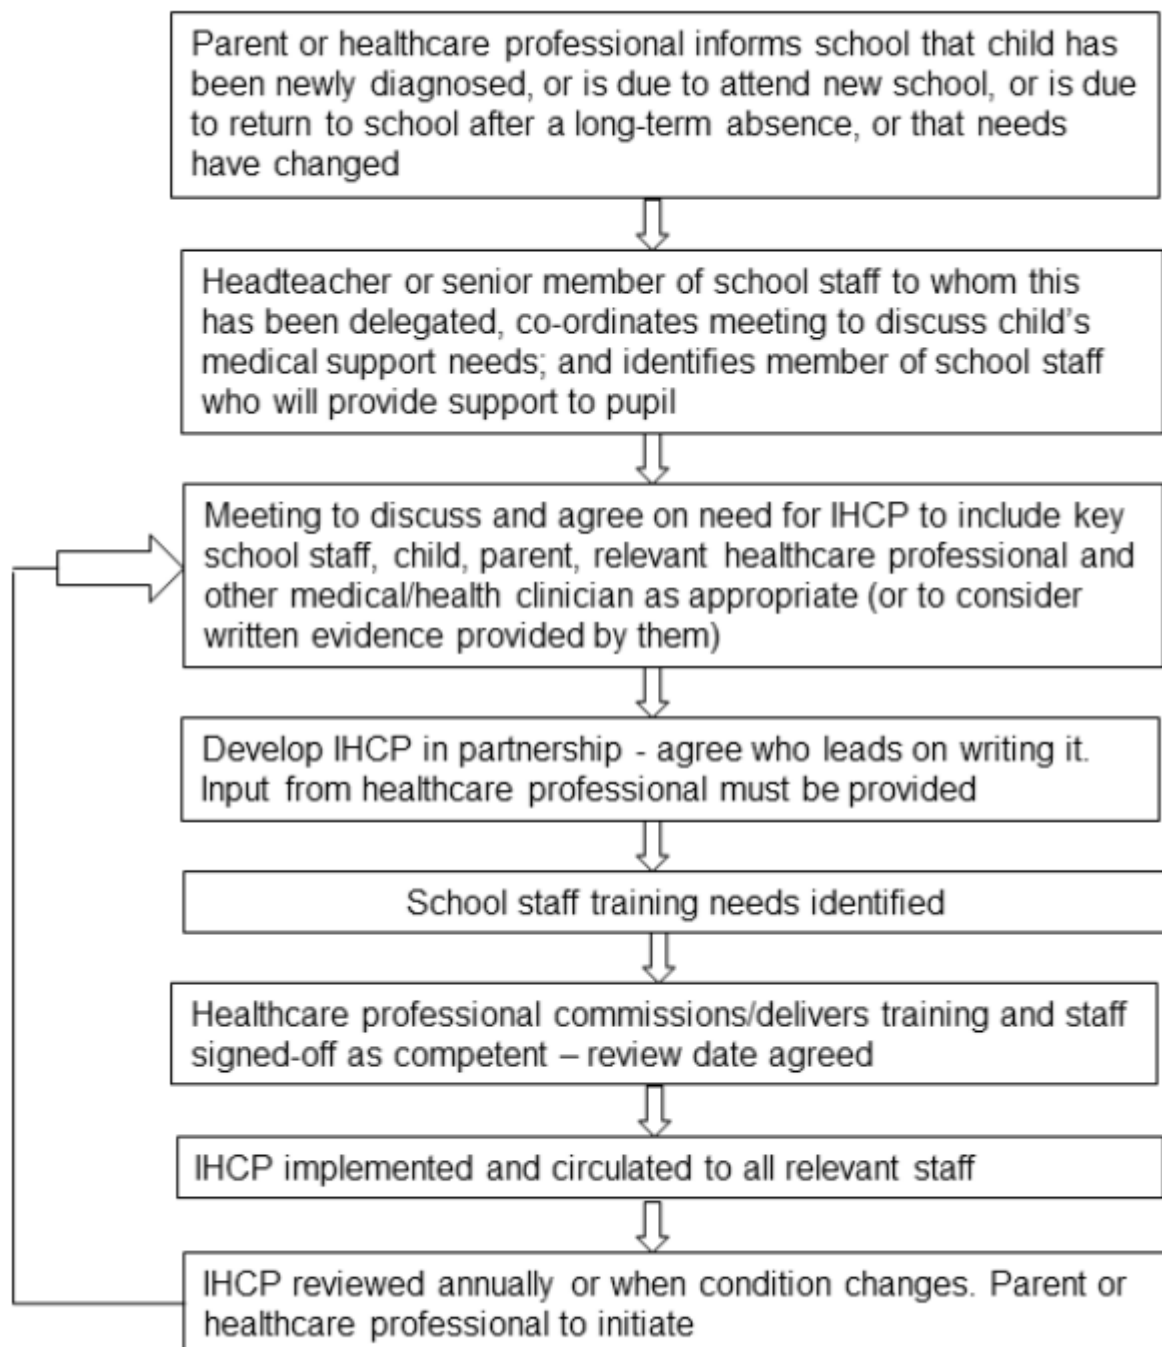 Parent or healthcare professional informs school that child has
been newly diagnosed, or is due to attend new school, or is due
to return to school after a long-term absence, or that needs
have changed
Headteacher or senior member of school staff to whom this
has been delegated, co-ordinates meeting to discuss child's
medical support needs; and identifies member of school staff
who will provide support to pupil
Meeting to discuss and agree on need for IHCP to include key
school staff, child, parent, relevant healthcare professional and
other medical/health clinician as appropriate (or to consider
written evidence provided by them)
Develop IHCP in partnership - agree who leads on writing it.
Input from healthcare professional must be provided
School staff training needs identified
Healthcare professional commissions/delivers training and staff
signed-off as competent – review date agreed
IHCP implemented and circulated to all relevant staff
IHCP reviewed annually or when condition changes. Parent or
healthcare professional to initiate